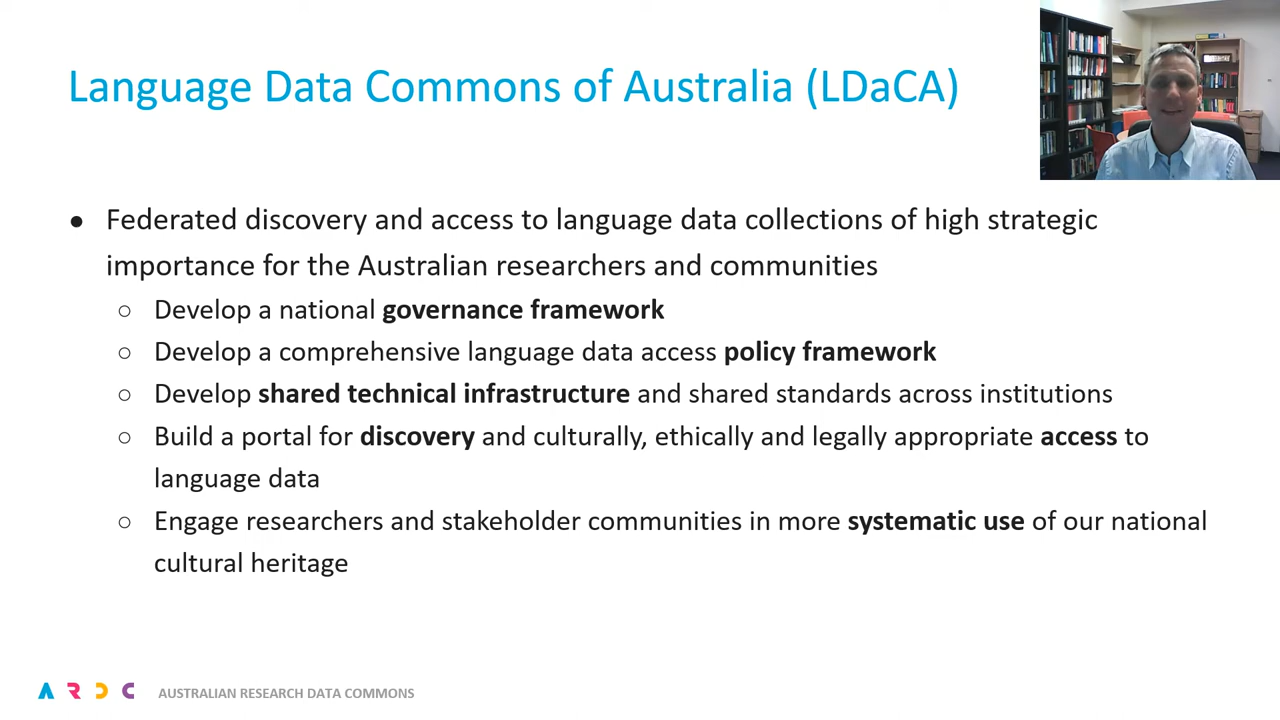 Language Data Commons of Australia (LDaCA)
● Federated discovery and access to language data collections of high strategic
importance for the Australian researchers and communities
○ Develop a national governance framework
○ Develop a comprehensive language data access policy framework
○ Develop shared technical infrastructure and shared standards across institutions
○ Build a portal for discovery and culturally, ethically and legally appropriate access to
language data
○ Engage researchers and stakeholder communities in more systematic use of our national
cultural heritage
ARDC AUSTRALIAN RESEARCH DATA COMMONS